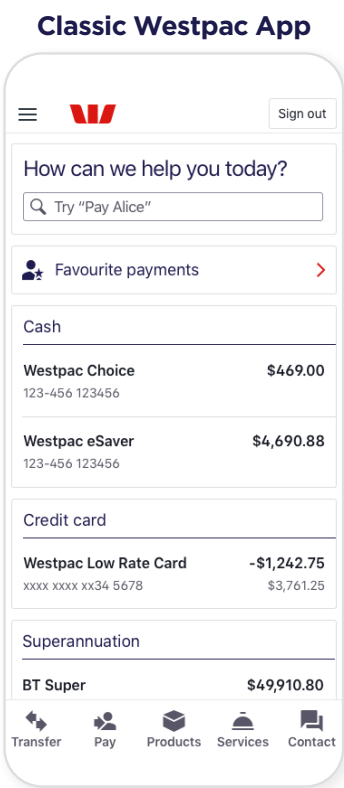 Classic Westpac App
Sign out
How can we help you today?
Try “Pay Alice”
Favourite payments
Cash
Westpac Choice $469.00
123-456 123456
Westpac eSaver $4,690.88
123-456 123456
Credit card
Westpac Low Rate Card -$1,242.75
xxxx xxxx xx34 5678 $3,761.25
Superannuation
BT Super $49,910.80
Transfer Pay Products Services Contact